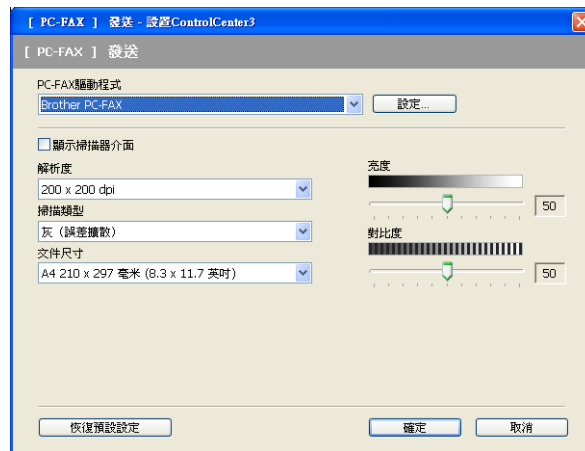 [ PC-FAX ] 發送 - 設置ControlCenter3
[ PC-FAX ] 發送
PC-FAX驅動程式
Brother PC-FAX
設定...
顯示掃描器介面
解析度
200 x 200 dpi
掃描類型
灰（誤差擴散）
文件尺寸
A4 210 x 297 毫米 (8.3 x 11.7 英吋)
亮度
50
對比度
50
恢復預設設定
確定
取消